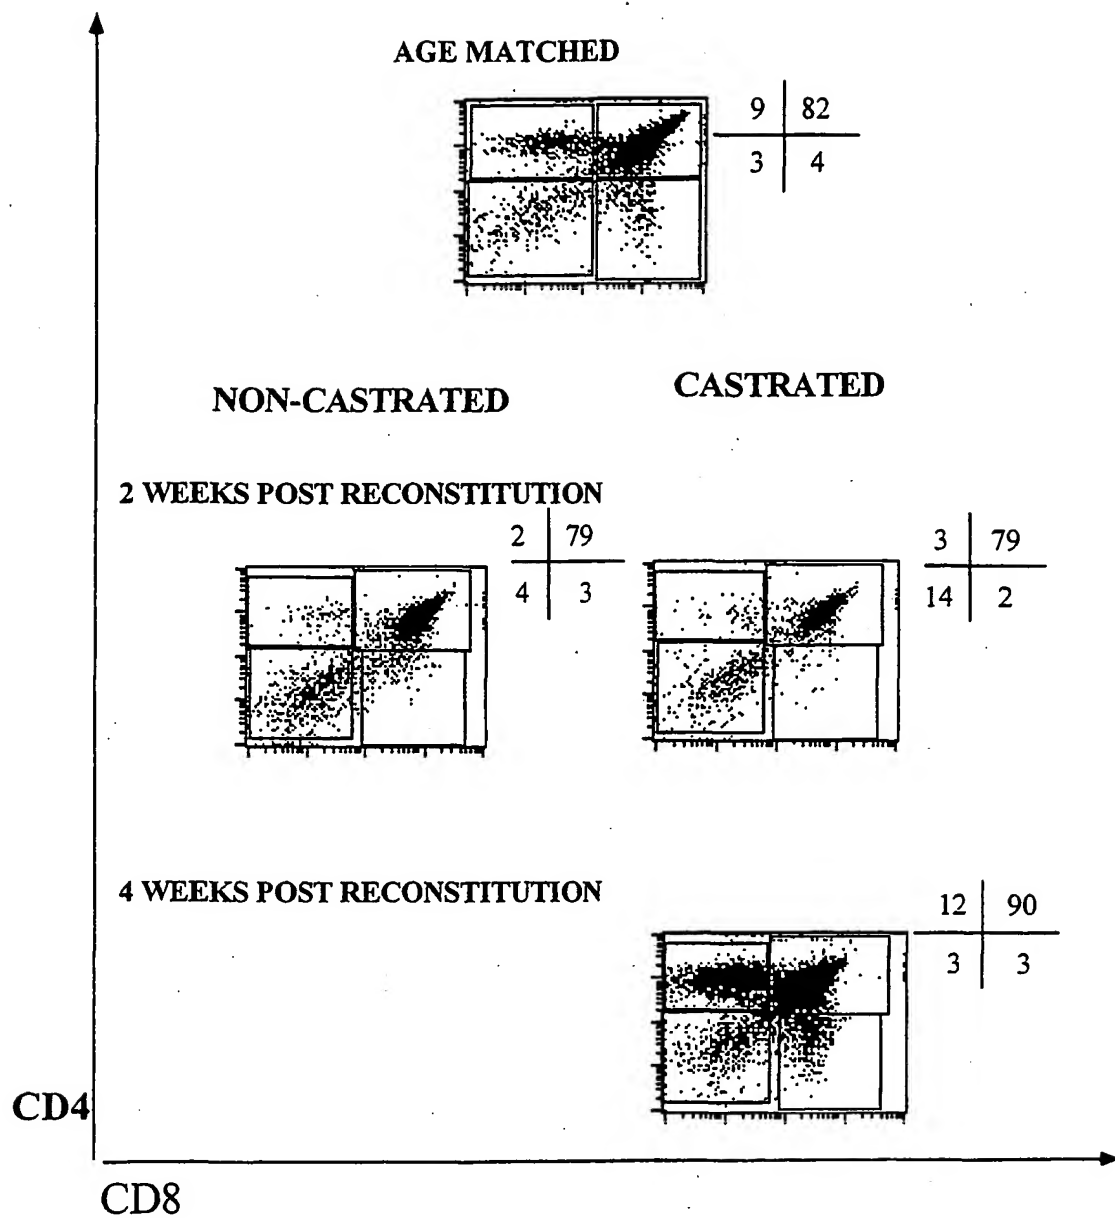 AGE MATCHED
9 82
3 4
NON-CASTRATED CASTRATED
2 WEEKS POST RECONSTITUTION
2 79
4 3
3 79
14 2
4 WEEKS POST RECONSTITUTION
12 90
3 3
CD4
CD8